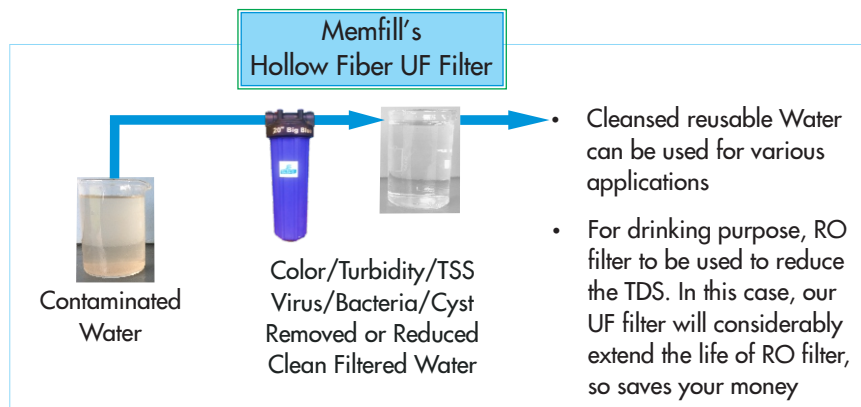 Memfill's
Hollow Fiber UF Filter
20" Big Blue
Contaminated
Water
Color/Turbidity/TSS
Virus/Bacteria/Cyst
Removed or Reduced
Clean Filtered Water
• Cleansed reusable Water
can be used for various
applications
• For drinking purpose, RO
filter to be used to reduce
the TDS. In this case, our
UF filter will considerably
extend the life of RO filter,
so saves your money